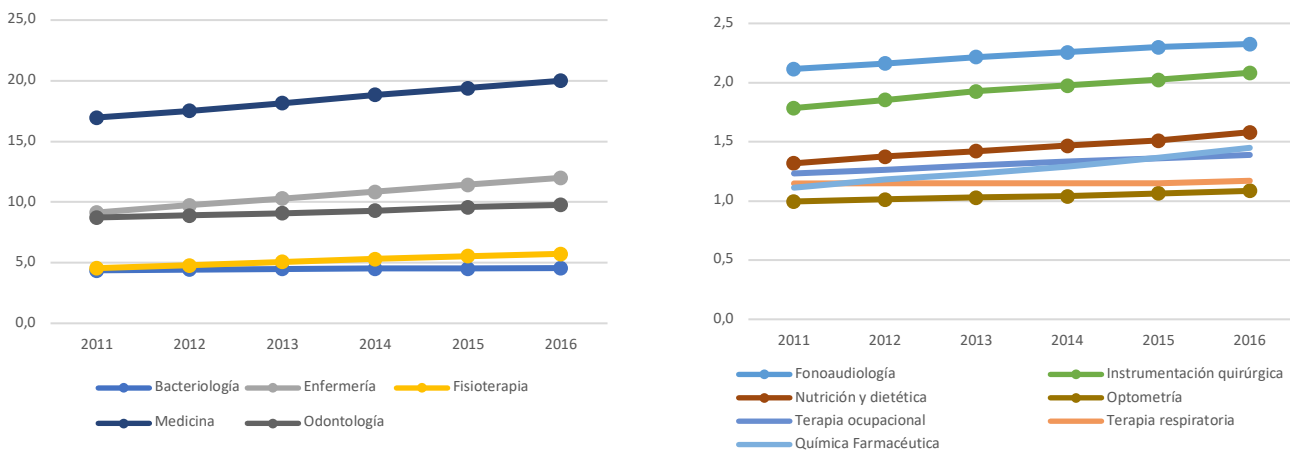 25,0
20,0
15,0
10,0
5,0
0,0
2011 2012 2013 2014 2015 2016
Bacteriología Enfermería Fisioterapia
Medicina Odontología
2,5
2,0
1,5
1,0
0,5
0,0
2011 2012 2013 2014 2015 2016
Fonoaudiología Instrumentación quirúrgica
Nutrición y dietética Optometría
Terapia ocupacional Terapia respiratoria
Química Farmacéutica